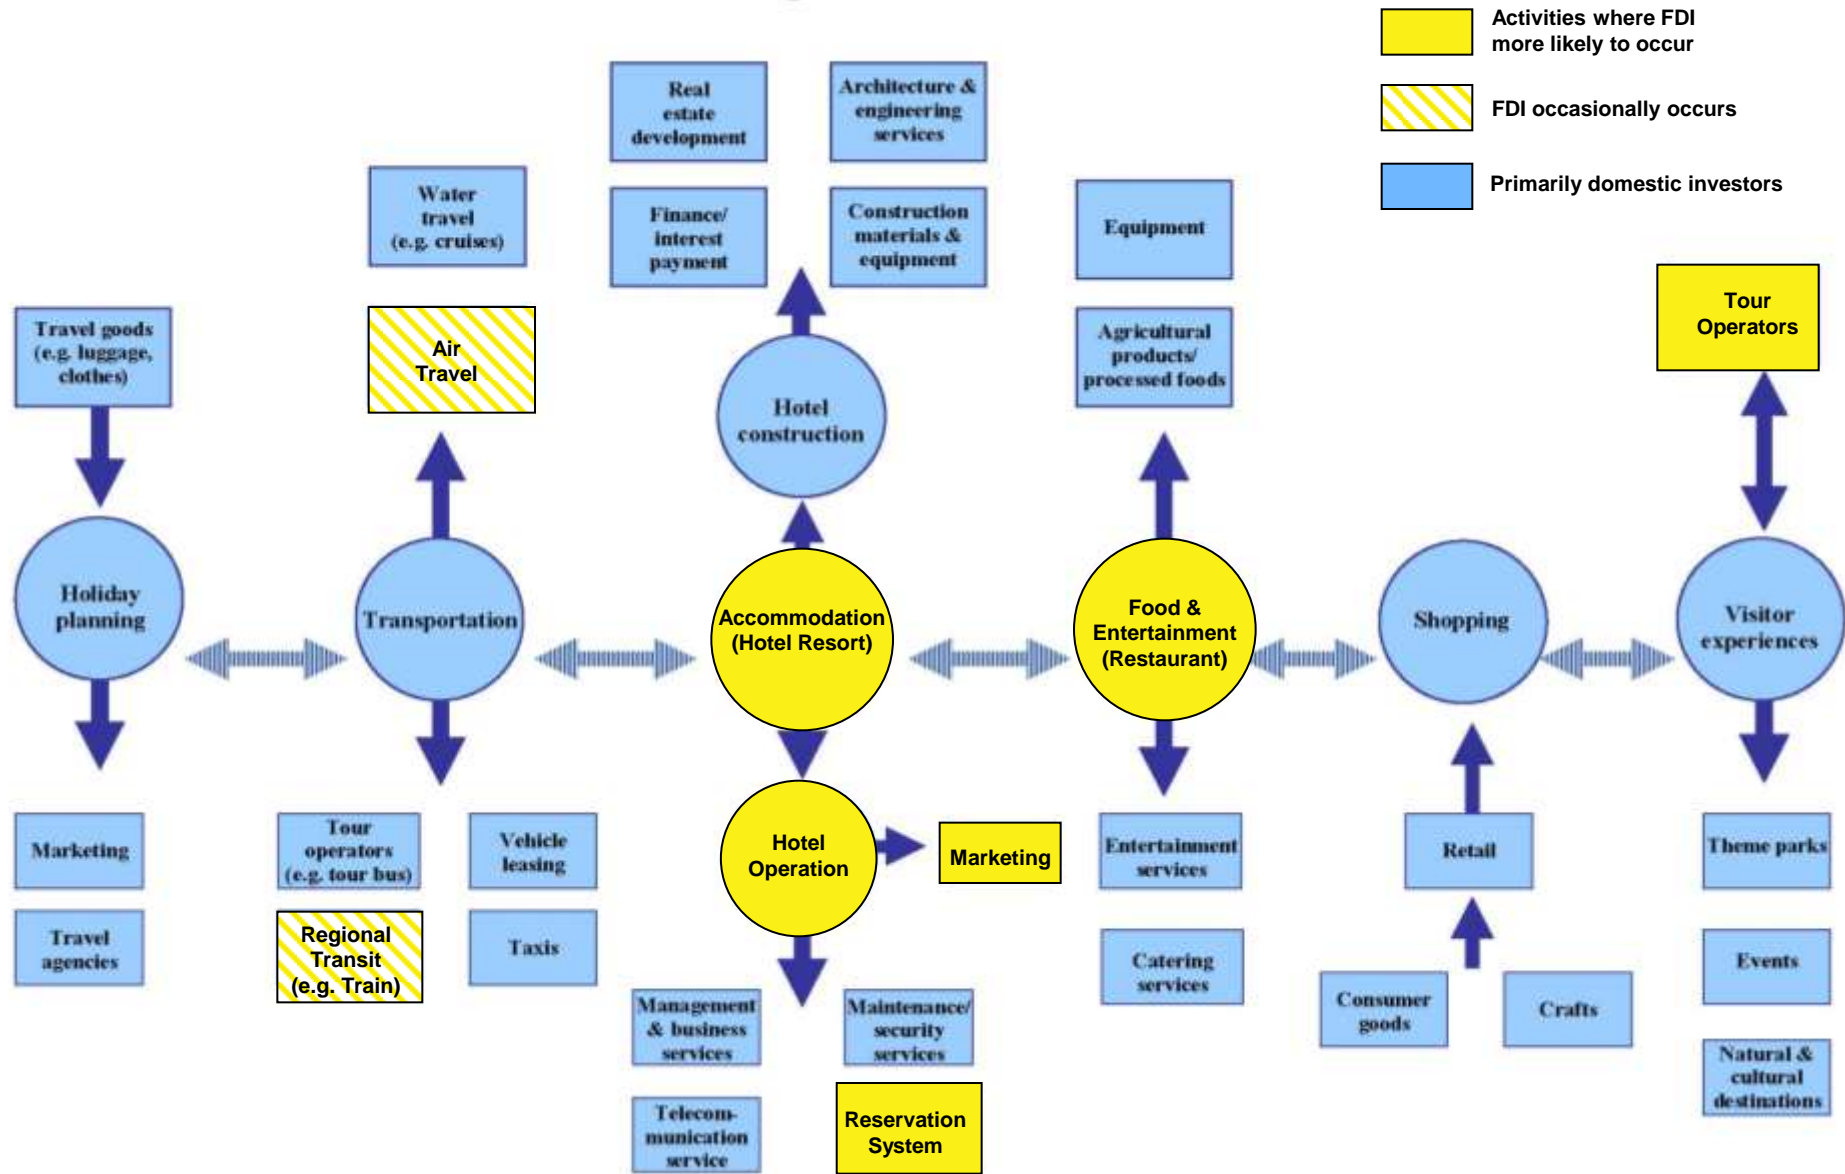 Activities where FDI
more likely to occur
FDI occasionally occurs
Primarily domestic investors
Real
estate
development
Architecture &
engineering
services
Water
travel
(e.g. cruises)
Finance/
interest
payment
Construction
materials &
equipment
Equipment
Tour
Operators
Travel goods
(e.g. luggage,
clothes)
Air
Travel
Agricultural
products/
processed foods
Hotel
construction
Holiday
planning
Transportation
Accommodation
(Hotel Resort)
Food &
Entertainment
(Restaurant)
Shopping
Visitor
experiences
Marketing
Tour
operators
(e.g. tour bus)
Vehicle
leasing
Hotel
Operation
Marketing
Entertainment
services
Retail
Theme parks
Travel
agencies
Regional
Transit
(e.g. Train)
Taxis
Catering
services
Events
Management
& business
services
Maintenance/
security
services
Consumer
goods
Crafts
Natural &
cultural
destinations
Telecom-
munication
service
Reservation
System